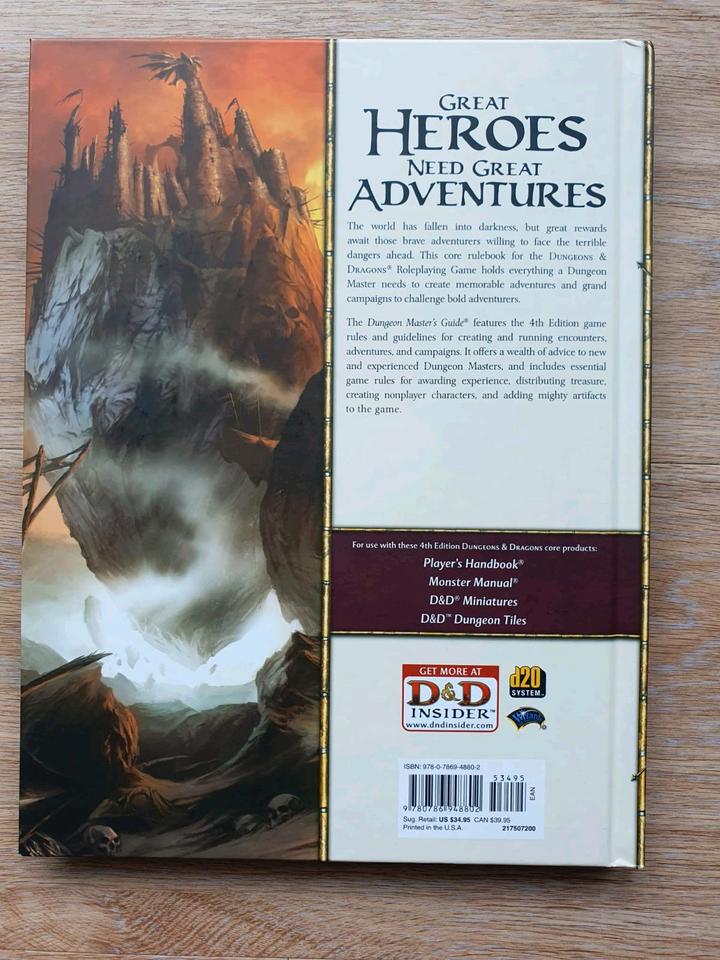 GREAT
HEROES
NEED GREAT
ADVENTURES
The world has fallen into darkness, but great rewards
await those brave adventurers willing to face the terrible
dangers ahead. This core rulebook for the DUNGEONS &
DRAGONS® Roleplaying Game holds everything a Dungeon
Master needs to create memorable adventures and grand
campaigns to challenge bold adventurers.
The Dungeon Master's Guide® features the 4th Edition game
rules and guidelines for creating and running encounters,
adventures, and campaigns. It offers a wealth of advice to new
and experienced Dungeon Masters, and includes essential
game rules for awarding experience, distributing treasure,
creating nonplayer characters, and adding mighty artifacts
to the game.
For use with these 4th Edition DUNGEONS & DRAGONS core products:
Player's Handbook®
Monster Manual®
D&D® Miniatures
D&D™ Dungeon Tiles
GET MORE AT
D&D
INSIDER™
www.dndinsider.com
d20
SYSTEM™
Wizards
ISBN: 978-0-7869-4880-2
53495
9 780786 948802
EAN
Sug. Retail: US $34.95 CAN $39.95
Printed in the U.S.A. 217507200